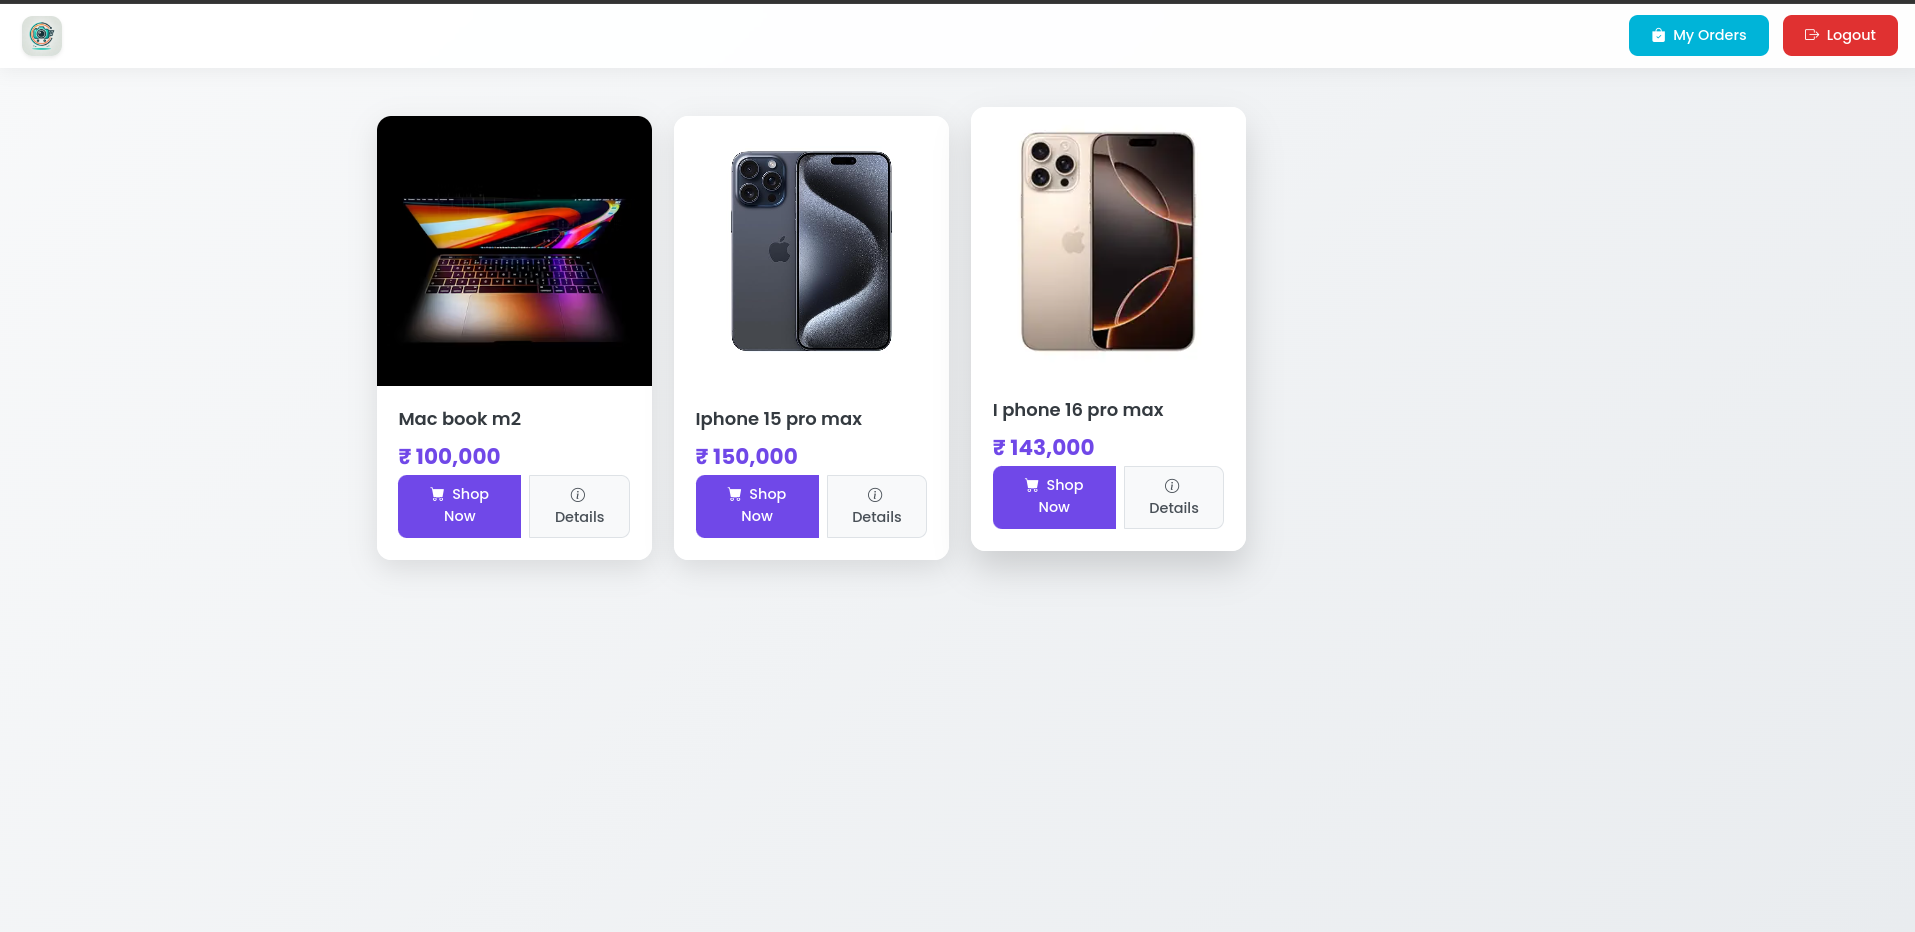 My Orders
Logout
Mac book m2
₹ 100,000
Shop
Now
Details
Iphone 15 pro max
₹ 150,000
Shop
Now
Details
I phone 16 pro max
₹ 143,000
Shop
Now
Details